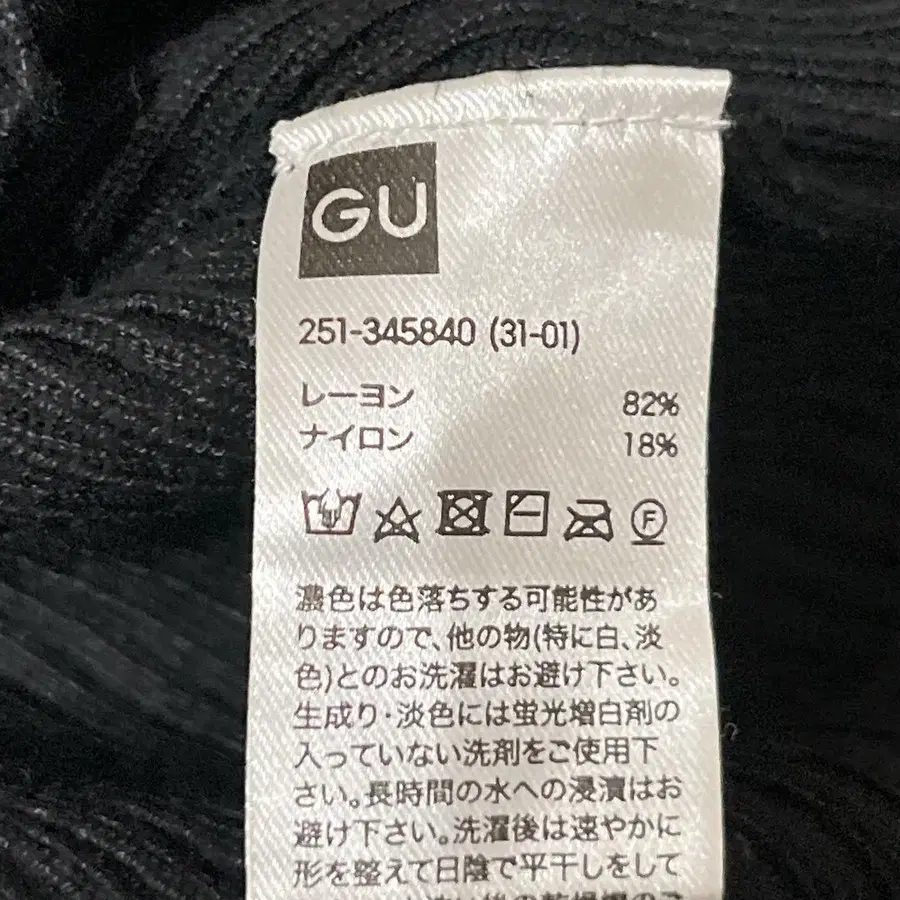 GU
251-345840 (31-01)
レーヨン 82%
ナイロン 18%
F
濃色は色落ちする可能性があ
りますので、他の物(特に白、淡
色)とのお洗濯はお避け下さい。
生成り・淡色には蛍光増白剤の
入っていない洗剤をご使用下
さい。長時間の水への浸漬はお
避け下さい。洗濯後は速やかに
形を整えて日陰で平干しをして